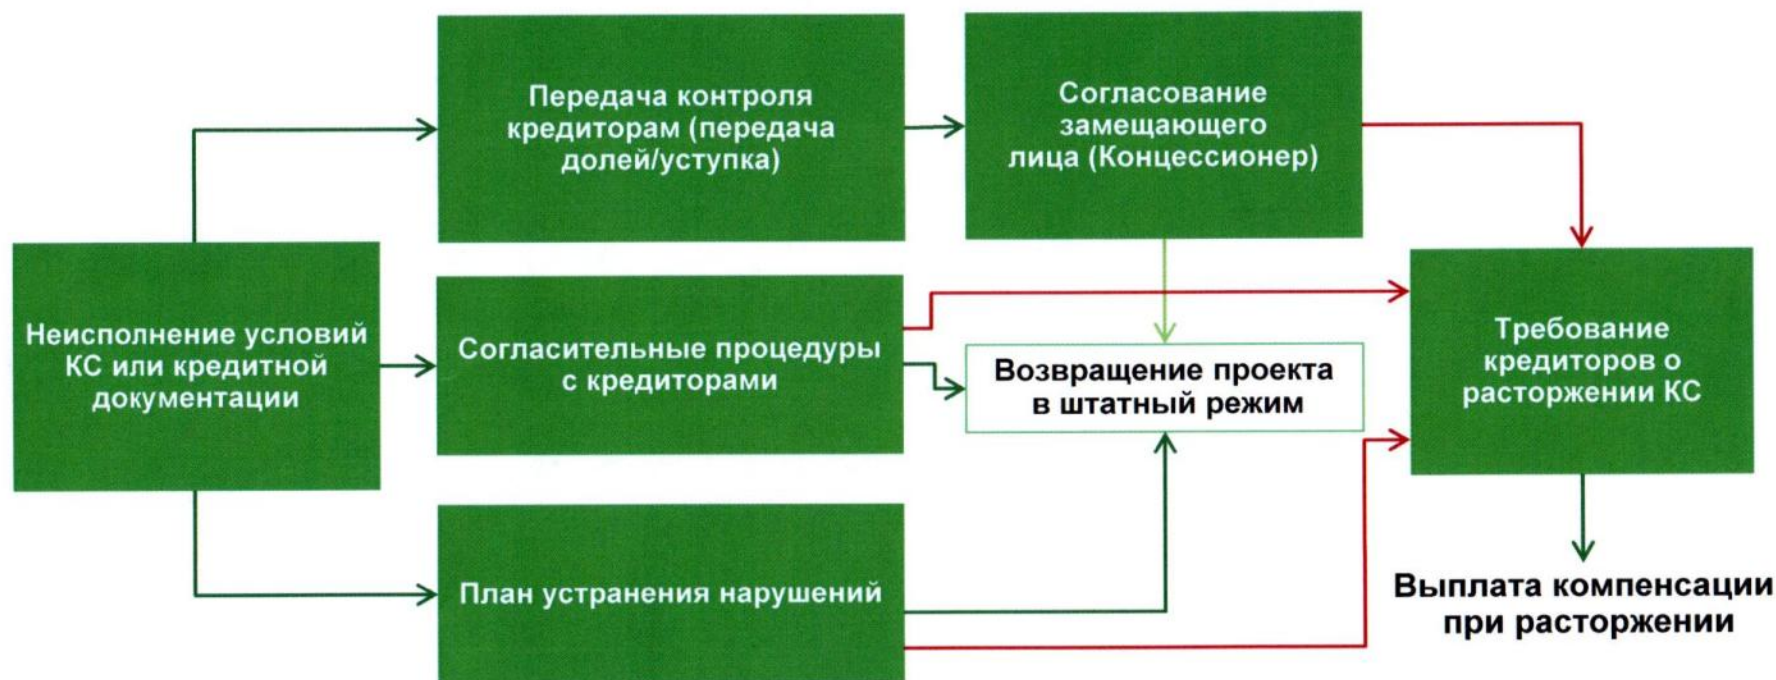 Передача контроля
кредиторам (передача
долей/уступка)
Согласование
замещающего
лица (Концессионер)
Неисполнение условий
КС или кредитной
документации
Согласительные процедуры
с кредиторами
Возвращение проекта
в штатный режим
Требование
кредиторов о
расторжении КС
План устранения нарушений
Выплата компенсации
при расторжении